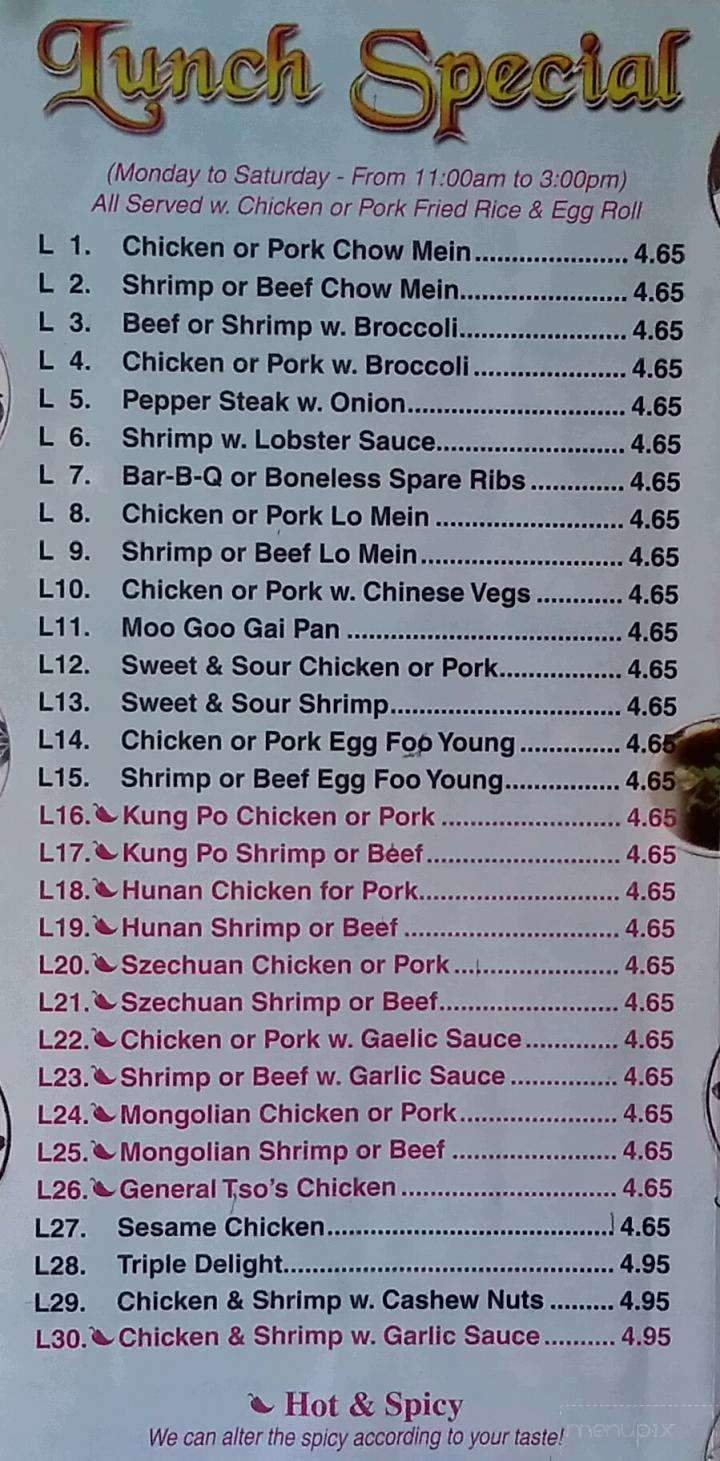 Lunch Special
(Monday to Saturday - From 11:00am to 3:00pm)
All Served w. Chicken or Pork Fried Rice & Egg Roll
L 1. Chicken or Pork Chow Mein..................... 4.65
L 2. Shrimp or Beef Chow Mein....................... 4.65
L 3. Beef or Shrimp w. Broccoli....................... 4.65
L 4. Chicken or Pork w. Broccoli..................... 4.65
L 5. Pepper Steak w. Onion.............................. 4.65
L 6. Shrimp w. Lobster Sauce.......................... 4.65
L 7. Bar-B-Q or Boneless Spare Ribs ............. 4.65
L 8. Chicken or Pork Lo Mein .......................... 4.65
L 9. Shrimp or Beef Lo Mein............................ 4.65
L10. Chicken or Pork w. Chinese Vegs ............ 4.65
L11. Moo Goo Gai Pan ...................................... 4.65
L12. Sweet & Sour Chicken or Pork................. 4.65
L13. Sweet & Sour Shrimp................................ 4.65
L14. Chicken or Pork Egg Foo Young .............. 4.65
L15. Shrimp or Beef Egg Foo Young................ 4.65
L16. Kung Po Chicken or Pork ......................... 4.65
L17. Kung Po Shrimp or Beef........................... 4.65
L18. Hunan Chicken for Pork............................ 4.65
L19. Hunan Shrimp or Beef .............................. 4.65
L20. Szechuan Chicken or Pork....................... 4.65
L21. Szechuan Shrimp or Beef......................... 4.65
L22. Chicken or Pork w. Gaelic Sauce............. 4.65
L23. Shrimp or Beef w. Garlic Sauce ............... 4.65
L24. Mongolian Chicken or Pork...................... 4.65
L25. Mongolian Shrimp or Beef ....................... 4.65
L26. General Tso's Chicken .............................. 4.65
L27. Sesame Chicken........................................ 4.65
L28. Triple Delight.............................................. 4.95
L29. Chicken & Shrimp w. Cashew Nuts ......... 4.95
L30. Chicken & Shrimp w. Garlic Sauce.......... 4.95
Hot & Spicy
We can alter the spicy according to your taste!
menupix